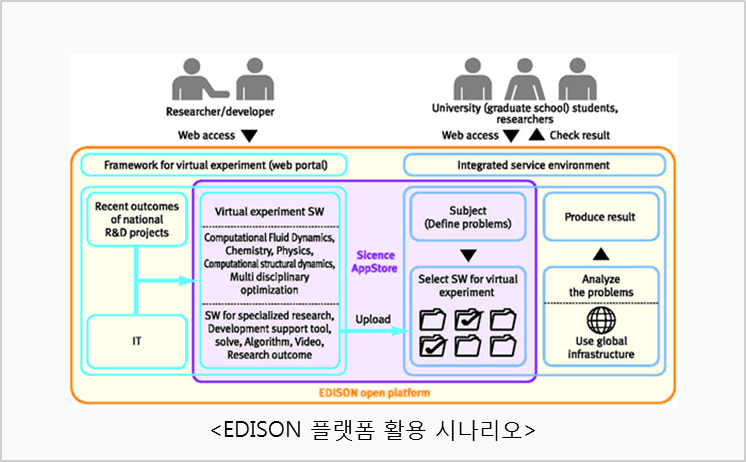 Researcher/developer
Web access
University (graduate school) students,
researchers
Web access
Check result
Framework for virtual experiment (web portal)
Integrated service environment
Recent outcomes
of national
R&D projects
IT
Virtual experiment SW
Computational Fluid Dynamics,
Chemistry, Physics,
Computational structural dynamics,
Multi disciplinary
optimization
SW for specialized research,
Development support tool,
solve, Algorithm, Video,
Research outcome
Sicence
AppStore
Upload
Subject
(Define problems)
Select SW for virtual
experiment
Produce result
Analyze
the problems
Use global
infrastructure
EDISON open platform
<EDISON 플랫폼 활용 시나리오>